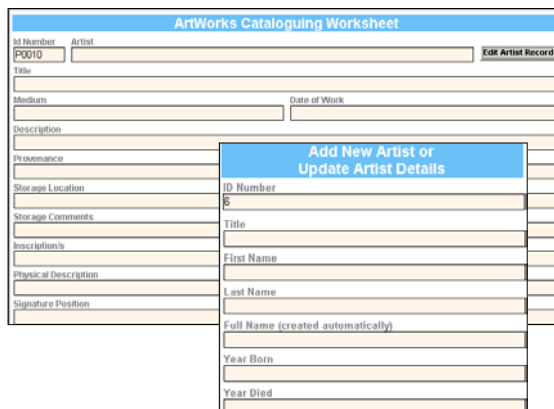 ArtWorks Cataloguing Worksheet
Id Number Artist
P0010 Edit Artist Record
Title
Medium Date of Work
Description
Provenance
Storage Location
Storage Comments
Inscription/s
Physical Description
Signature Position
Add New Artist or
Update Artist Details
ID Number
6
Title
First Name
Last Name
Full Name (created automatically)
Year Born
Year Died